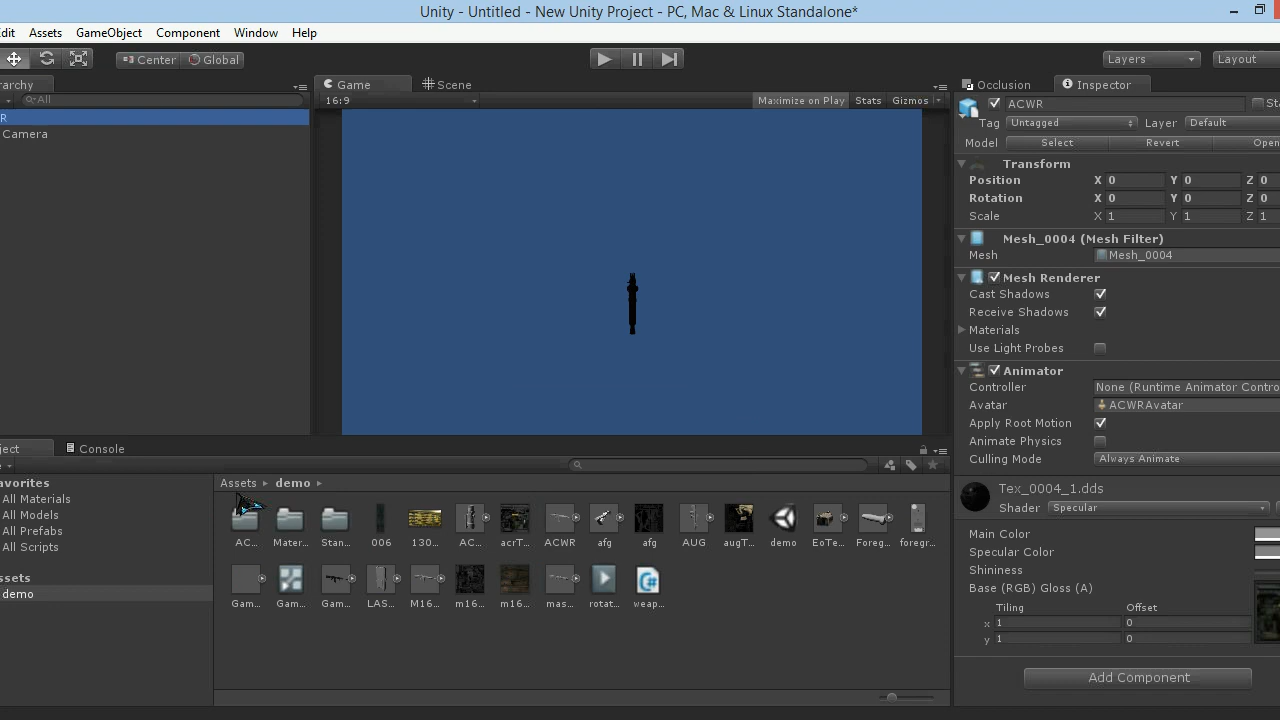 Unity - Untitled - New Unity Project - PC, Mac & Linux Standalone*
dit Assets GameObject Component Window Help
Center Global Layers Layout
rarchy Game Scene Occlusion Inspector
All 16:9 Maximize on Play Stats Gizmos ACWR Sta
R Tag Untagged Layer Default
Camera Model Select Revert Open
Transform
Position X 0 Y 0 Z 0
Rotation X 0 Y 0 Z 0
Scale X 1 Y 1 Z 1
Mesh_0004 (Mesh Filter)
Mesh Mesh_0004
Mesh Renderer
Cast Shadows
Receive Shadows
Materials
Use Light Probes
Animator
Controller None (Runtime Animator Contro
Avatar ACWRAvatar
Apply Root Motion
Animate Physics
Culling Mode Always Animate
Tex_0004_1.dds
Shader Specular
Main Color
Specular Color
Shininess
Base (RGB) Gloss (A)
Tiling Offset
x 1 0
y 1 0
Add Component
ject Console
avorites
All Materials
All Models
All Prefabs
All Scripts
ssets
demo
Assets demo
AC... Mater... Stan... 006 130... AC... acrT... ACWR afg afg AUG augT... demo EoTe... Foreg... foregr...
Gam... Gam... Gam... LAS... M16... m16... m16... mas... rotat... weap...